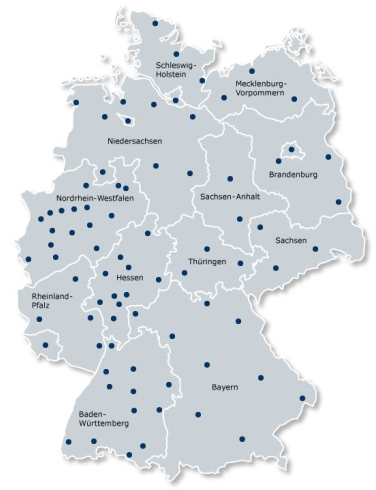 Schleswig-
Holstein
Mecklenburg-
Vorpommern
Niedersachsen
Brandenburg
Sachsen-Anhalt
Nordrhein-Westfalen
Sachsen
Thüringen
Hessen
Rheinland-
Pfalz
Bayern
Baden-
Württemberg